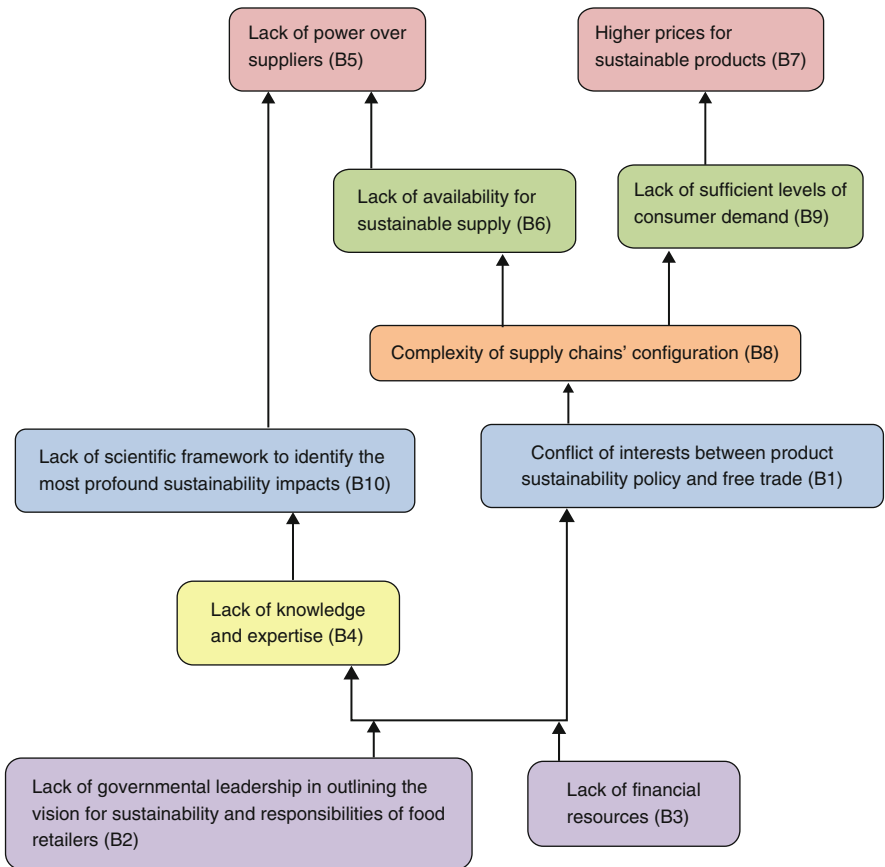 Lack of power over
suppliers (B5)
Higher prices for
sustainable products (B7)
Lack of availability for
sustainable supply (B6)
Lack of sufficient levels of
consumer demand (B9)
Complexity of supply chains’ configuration (B8)
Lack of scientific framework to identify the
most profound sustainability impacts (B10)
Conflict of interests between product
sustainability policy and free trade (B1)
Lack of knowledge
and expertise (B4)
Lack of governmental leadership in outlining the
vision for sustainability and responsibilities of food
retailers (B2)
Lack of financial
resources (B3)